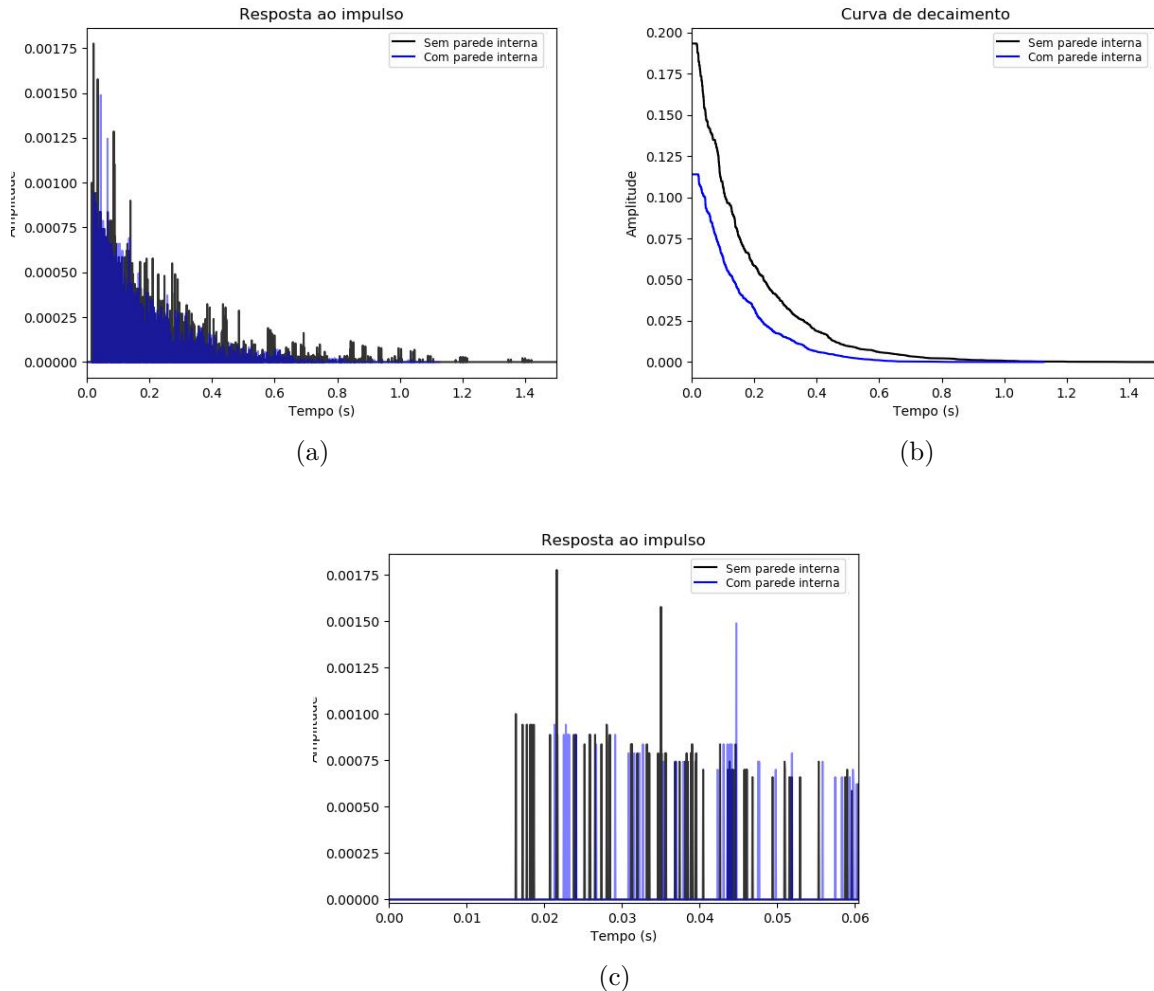 Resposta ao impulso
Sem parede interna
Com parede interna
0.00175
0.00150
0.00125
0.00100
0.00075
0.00050
0.00025
0.00000
Amplitude
0.0 0.2 0.4 0.6 0.8 1.0 1.2 1.4
Tempo (s)
(a)
Curva de decaimento
Sem parede interna
Com parede interna
0.200
0.175
0.150
0.125
0.100
0.075
0.050
0.025
0.000
Amplitude
0.0 0.2 0.4 0.6 0.8 1.0 1.2 1.4
Tempo (s)
(b)
Resposta ao impulso
Sem parede interna
Com parede interna
0.00175
0.00150
0.00125
0.00100
0.00075
0.00050
0.00025
0.00000
Amplitude
0.00 0.01 0.02 0.03 0.04 0.05 0.06
Tempo (s)
(c)